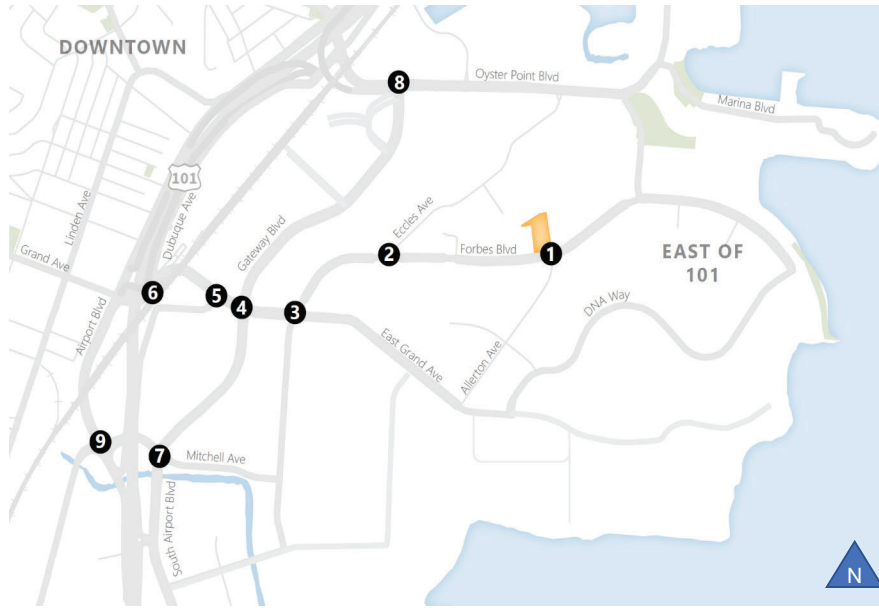 DOWNTOWN
8
Oyster Point Blvd
Marina Blvd
101
Linden Ave
Dubuque Ave
Gateway Blvd
Eccles Ave
Grand Ave
2
Forbes Blvd
1
EAST OF
101
6
5
4
3
DNA Way
Airport Blvd
East Grand Ave
Allerton Ave
9
7
Mitchell Ave
South Airport Blvd
N